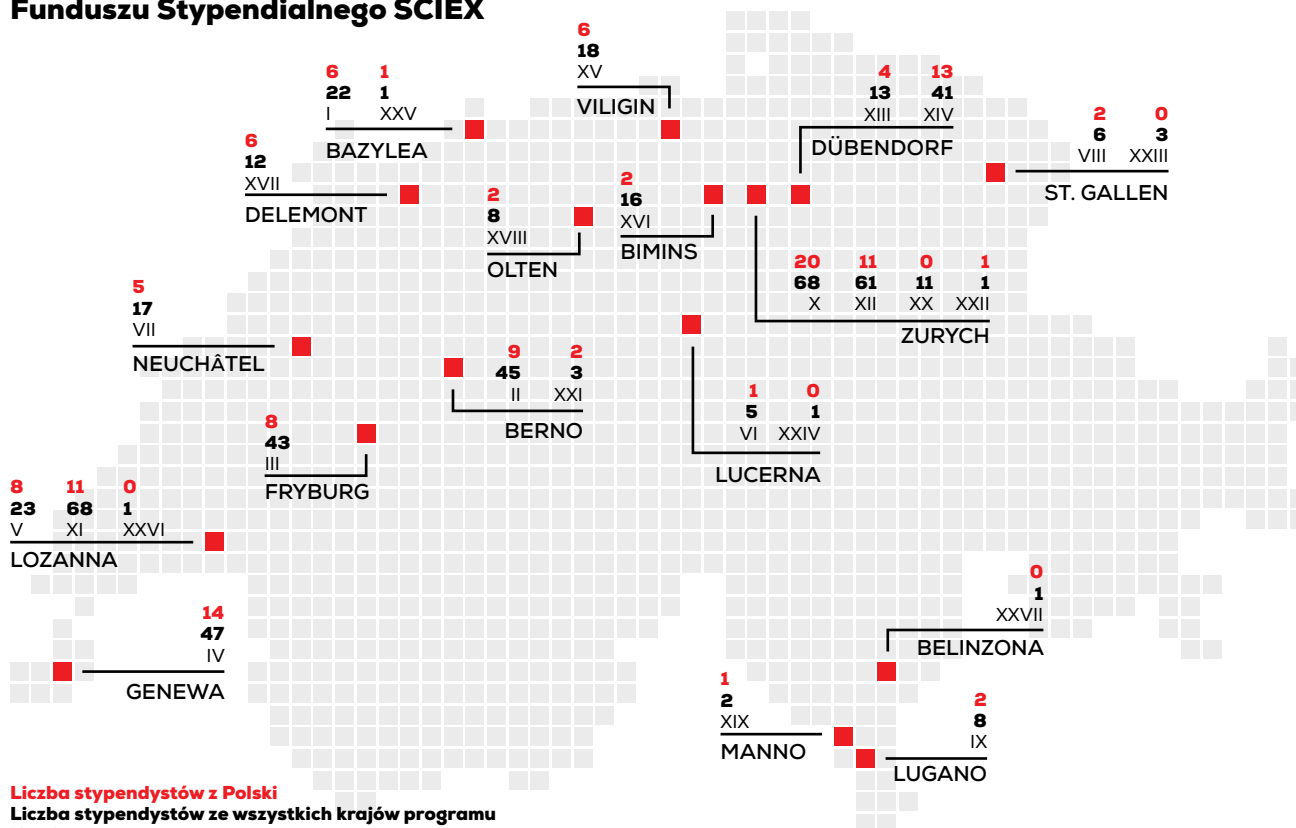 Funduszu Stypendialnego SCIEX
6
18
XV
VILIGIN
6 1
22 1
I XXV
BAZYLEA
4 13
13 41
XIII XIV
DÜBENDORF
2 0
6 3
VIII XXIII
ST. GALLEN
6
12
XVII
DELEMONT
2
8
XVIII
OLTEN
2
16
XVI
BIMINS
20 11 0 1
68 61 11 1
X XII XX XXII
ZURYCH
5
17
VII
NEUCHÂTEL
9 2
45 3
II XXI
BERNO
1 0
5 1
VI XXIV
LUCERNA
8
43
III
FRYBURG
8 11 0
23 68 1
V XI XXVI
LOZANNA
14
47
IV
GENEWA
0
1
XXVII
BELINZONA
1
2
XIX
MANNO
2
8
IX
LUGANO
Liczba stypendystów z Polski
Liczba stypendystów ze wszystkich krajów programu